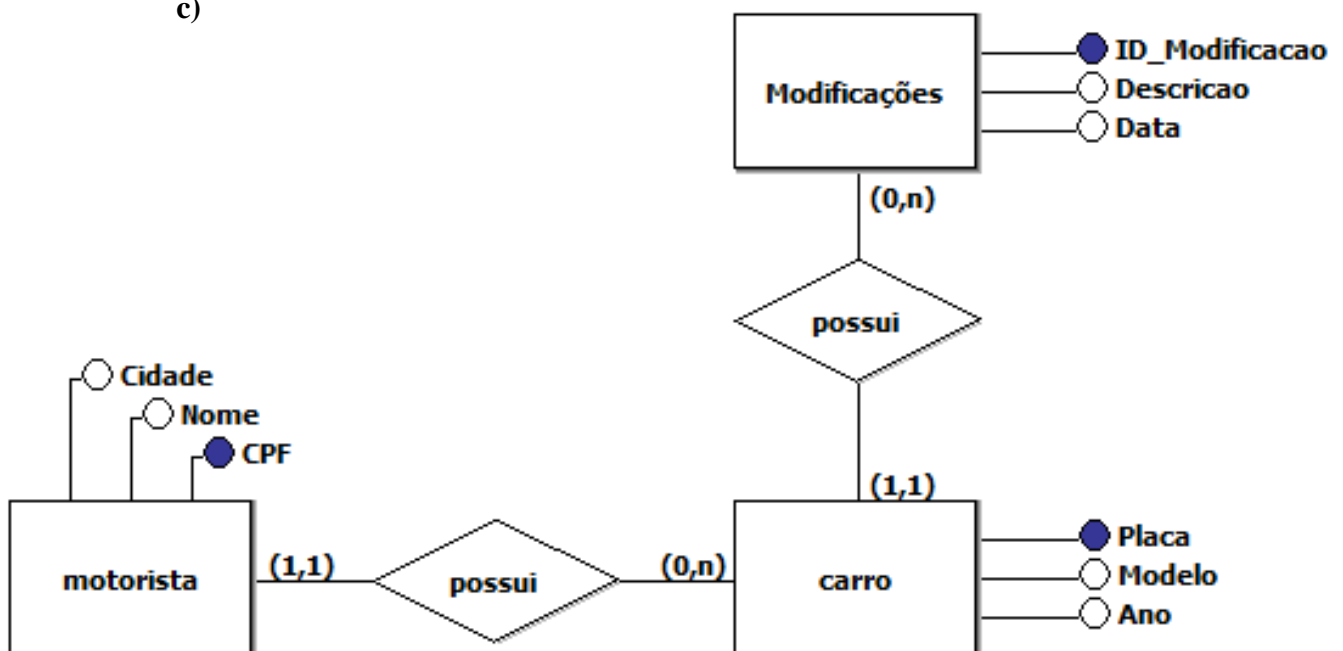 c)
Modificações
ID_Modificacao
Descricao
Data
(0,n)
possui
(1,1)
Cidade
Nome
CPF
motorista
(1,1)
possui
(0,n)
carro
Placa
Modelo
Ano